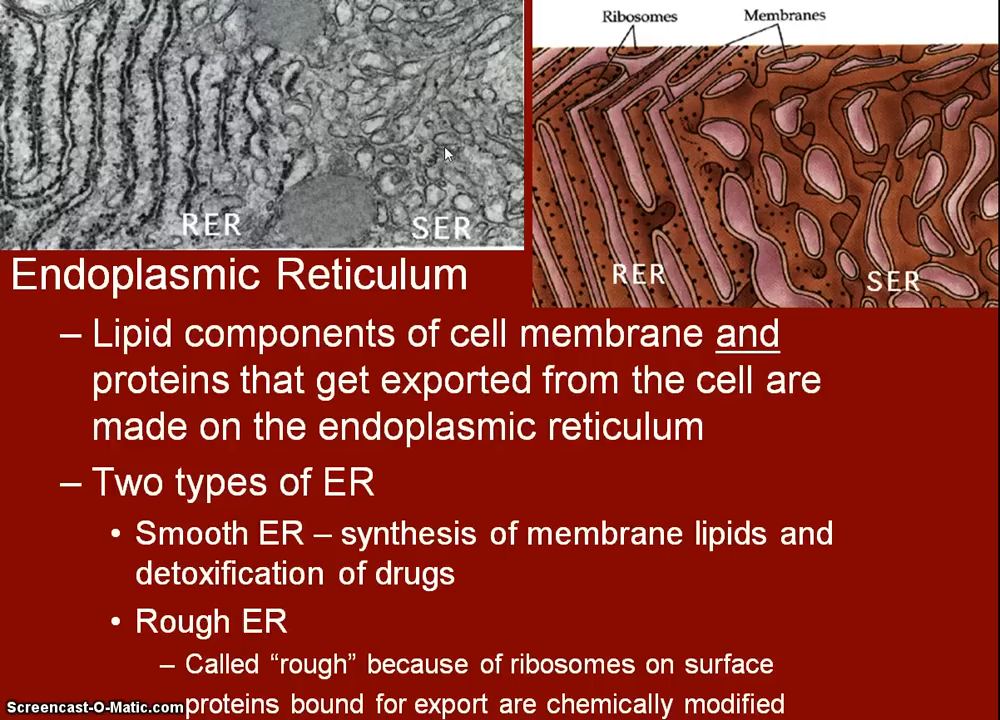 Ribosomes Membranes
RER SER
RER SER
Endoplasmic Reticulum
– Lipid components of cell membrane and
proteins that get exported from the cell are
made on the endoplasmic reticulum
– Two types of ER
• Smooth ER – synthesis of membrane lipids and
detoxification of drugs
• Rough ER
– Called “rough” because of ribosomes on surface
proteins bound for export are chemically modified
Screencast-O-Matic.com